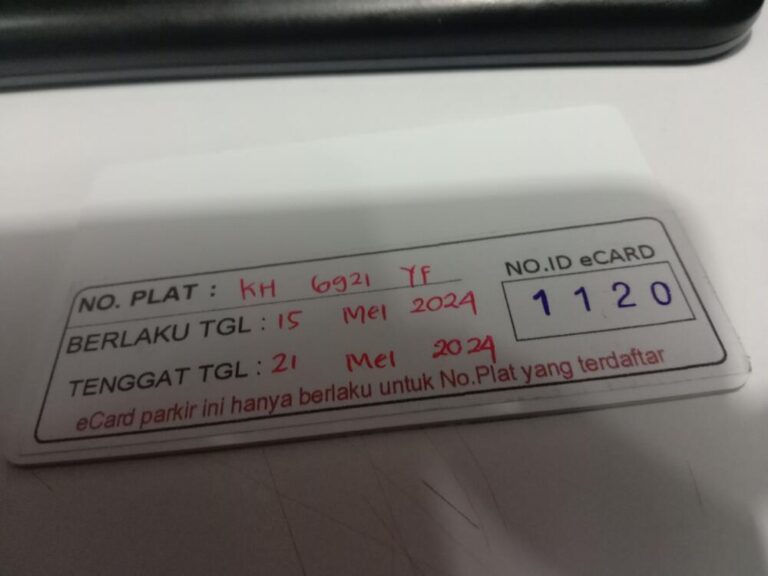 NO. PLAT : KH 6921 YF
BERLAKU TGL : 15 Mei 2024
TENGGAT TGL : 21 Mei 2024
eCard parkir ini hanya berlaku untuk No.Plat yang terdaftar
NO.ID eCARD
1120